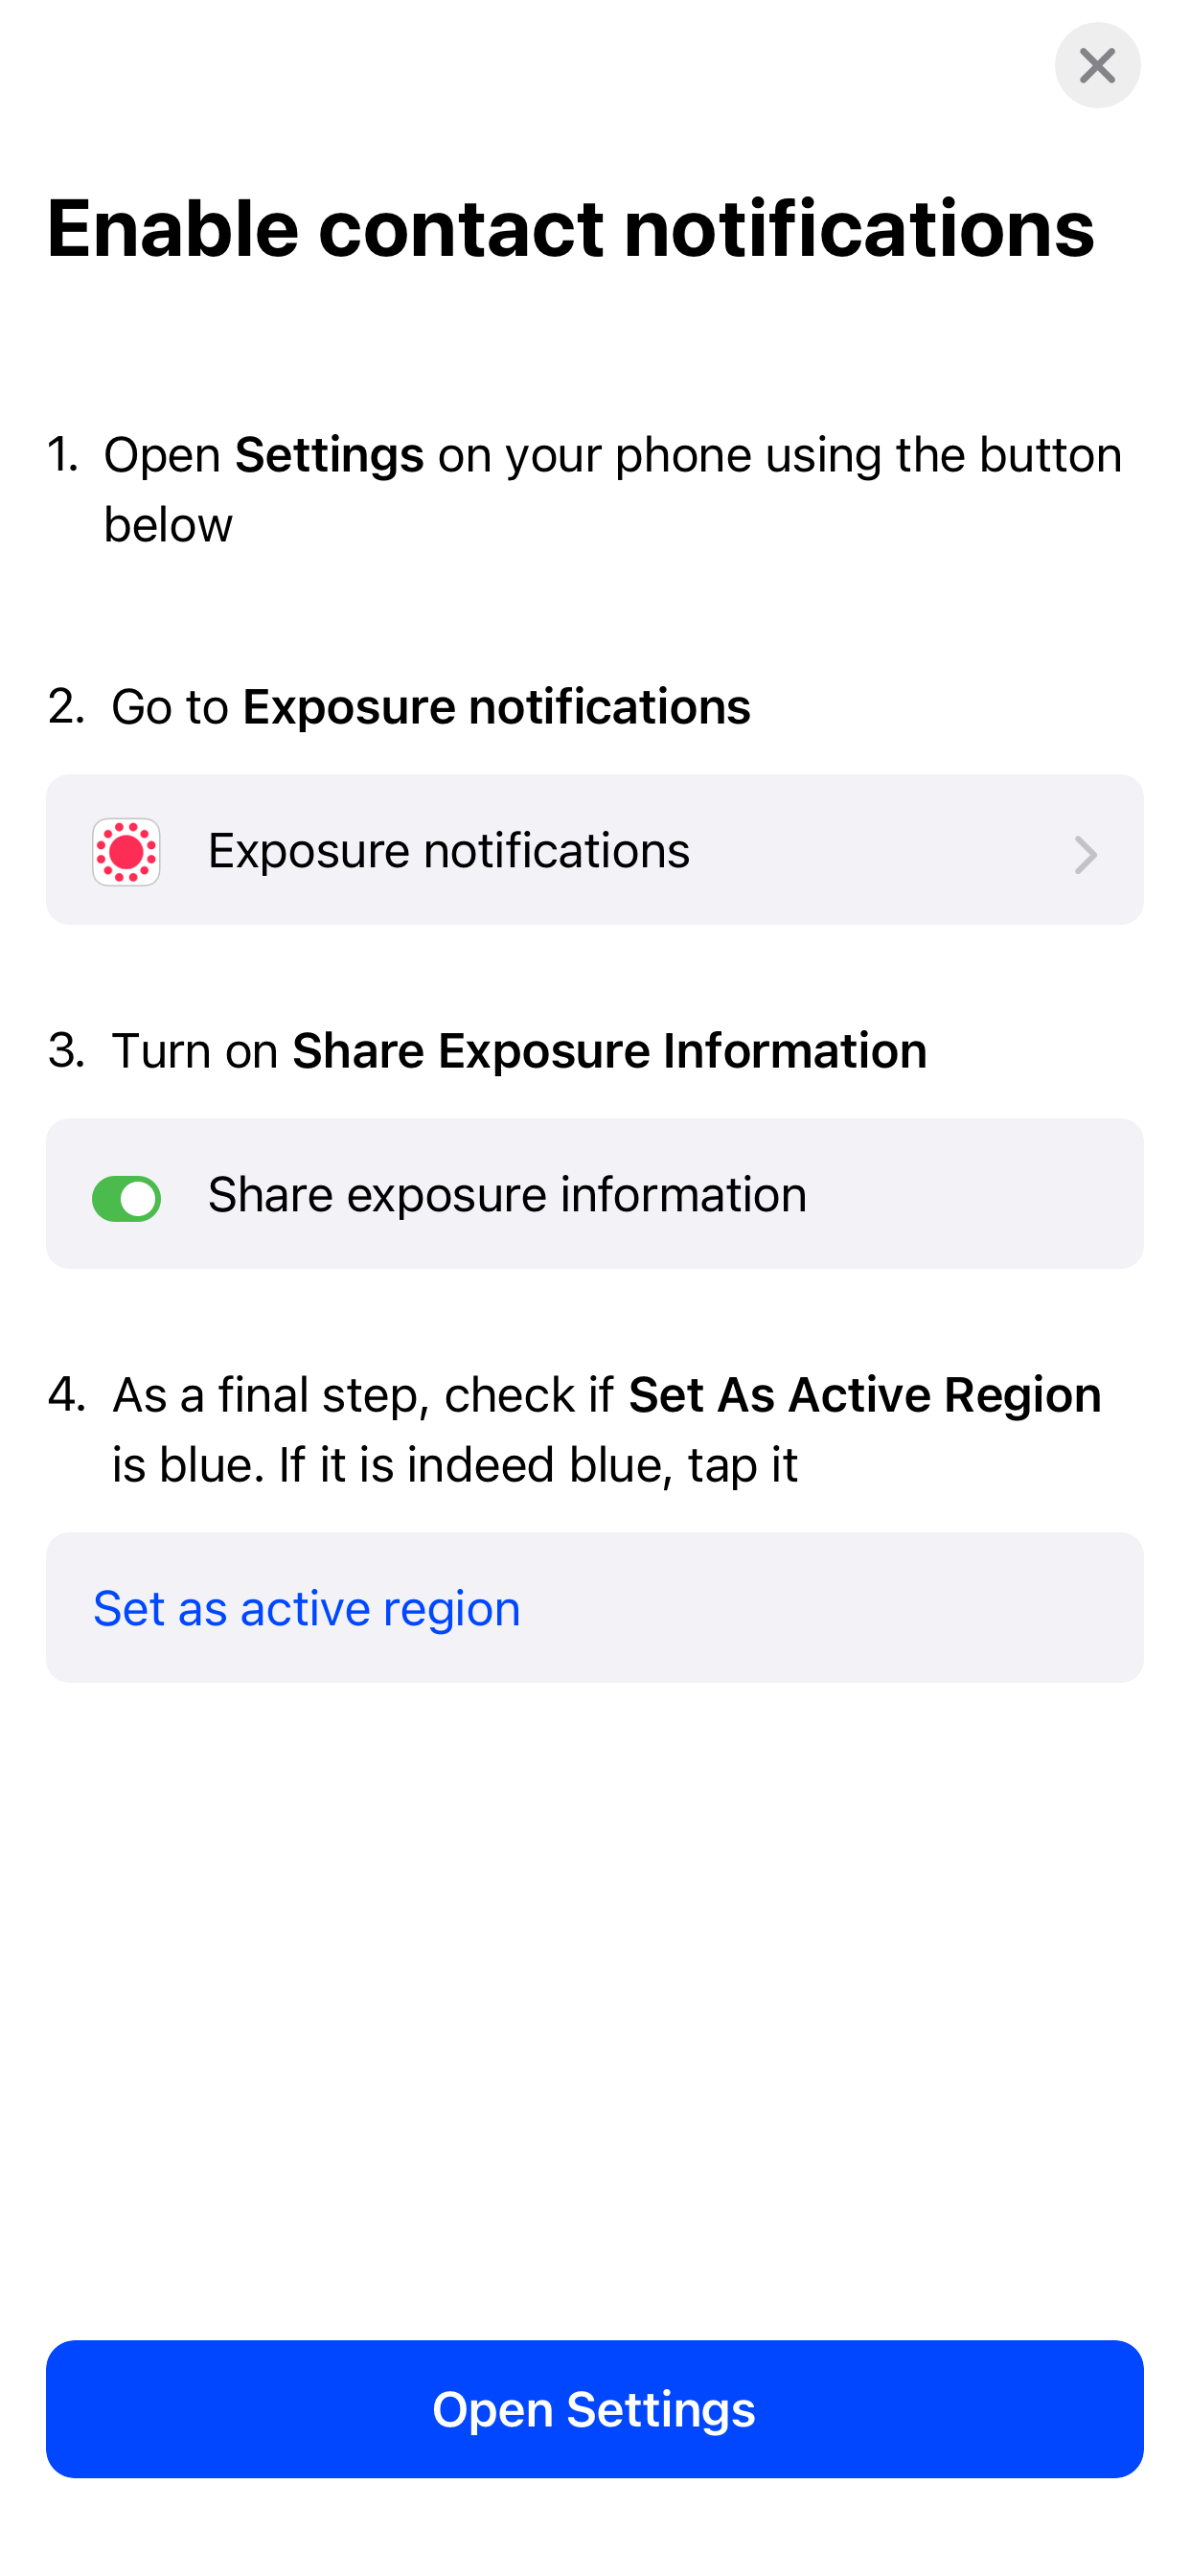 Enable contact notifications
1. Open Settings on your phone using the button
below
2. Go to Exposure notifications
Exposure notifications
3. Turn on Share Exposure Information
Share exposure information
4. As a final step, check if Set As Active Region
is blue. If it is indeed blue, tap it
Set as active region
Open Settings